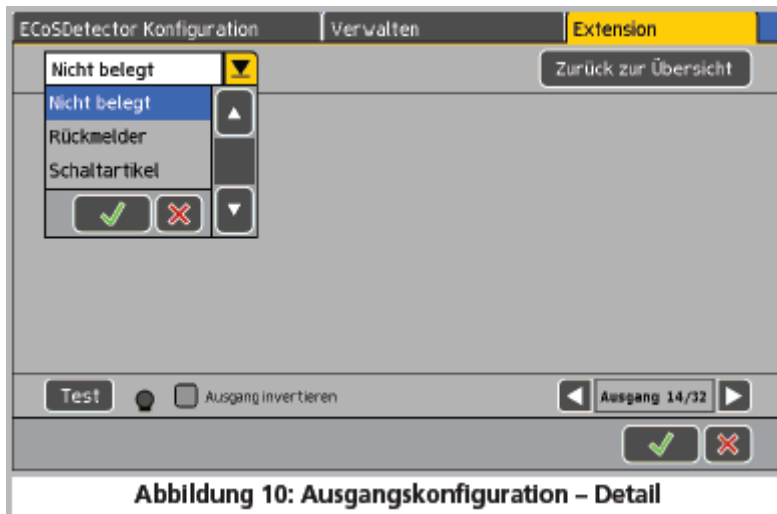 ECoSDetector Konfiguration Verwalten Extension
Nicht belegt Zurück zur Übersicht
Nicht belegt
Rückmelder
Schaltartikel
Test Ausgang invertieren Ausgang 14/32
Abbildung 10: Ausgangskonfiguration – Detail